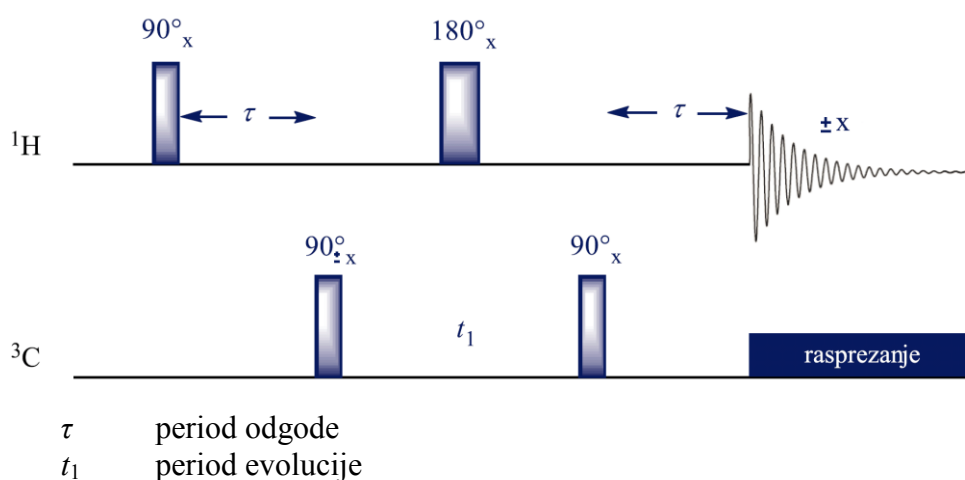 90°x 180°x
τ τ ± x
¹H
90°± x 90°x
t₁
³C rasprezanje
τ period odgode
t₁ period evolucije